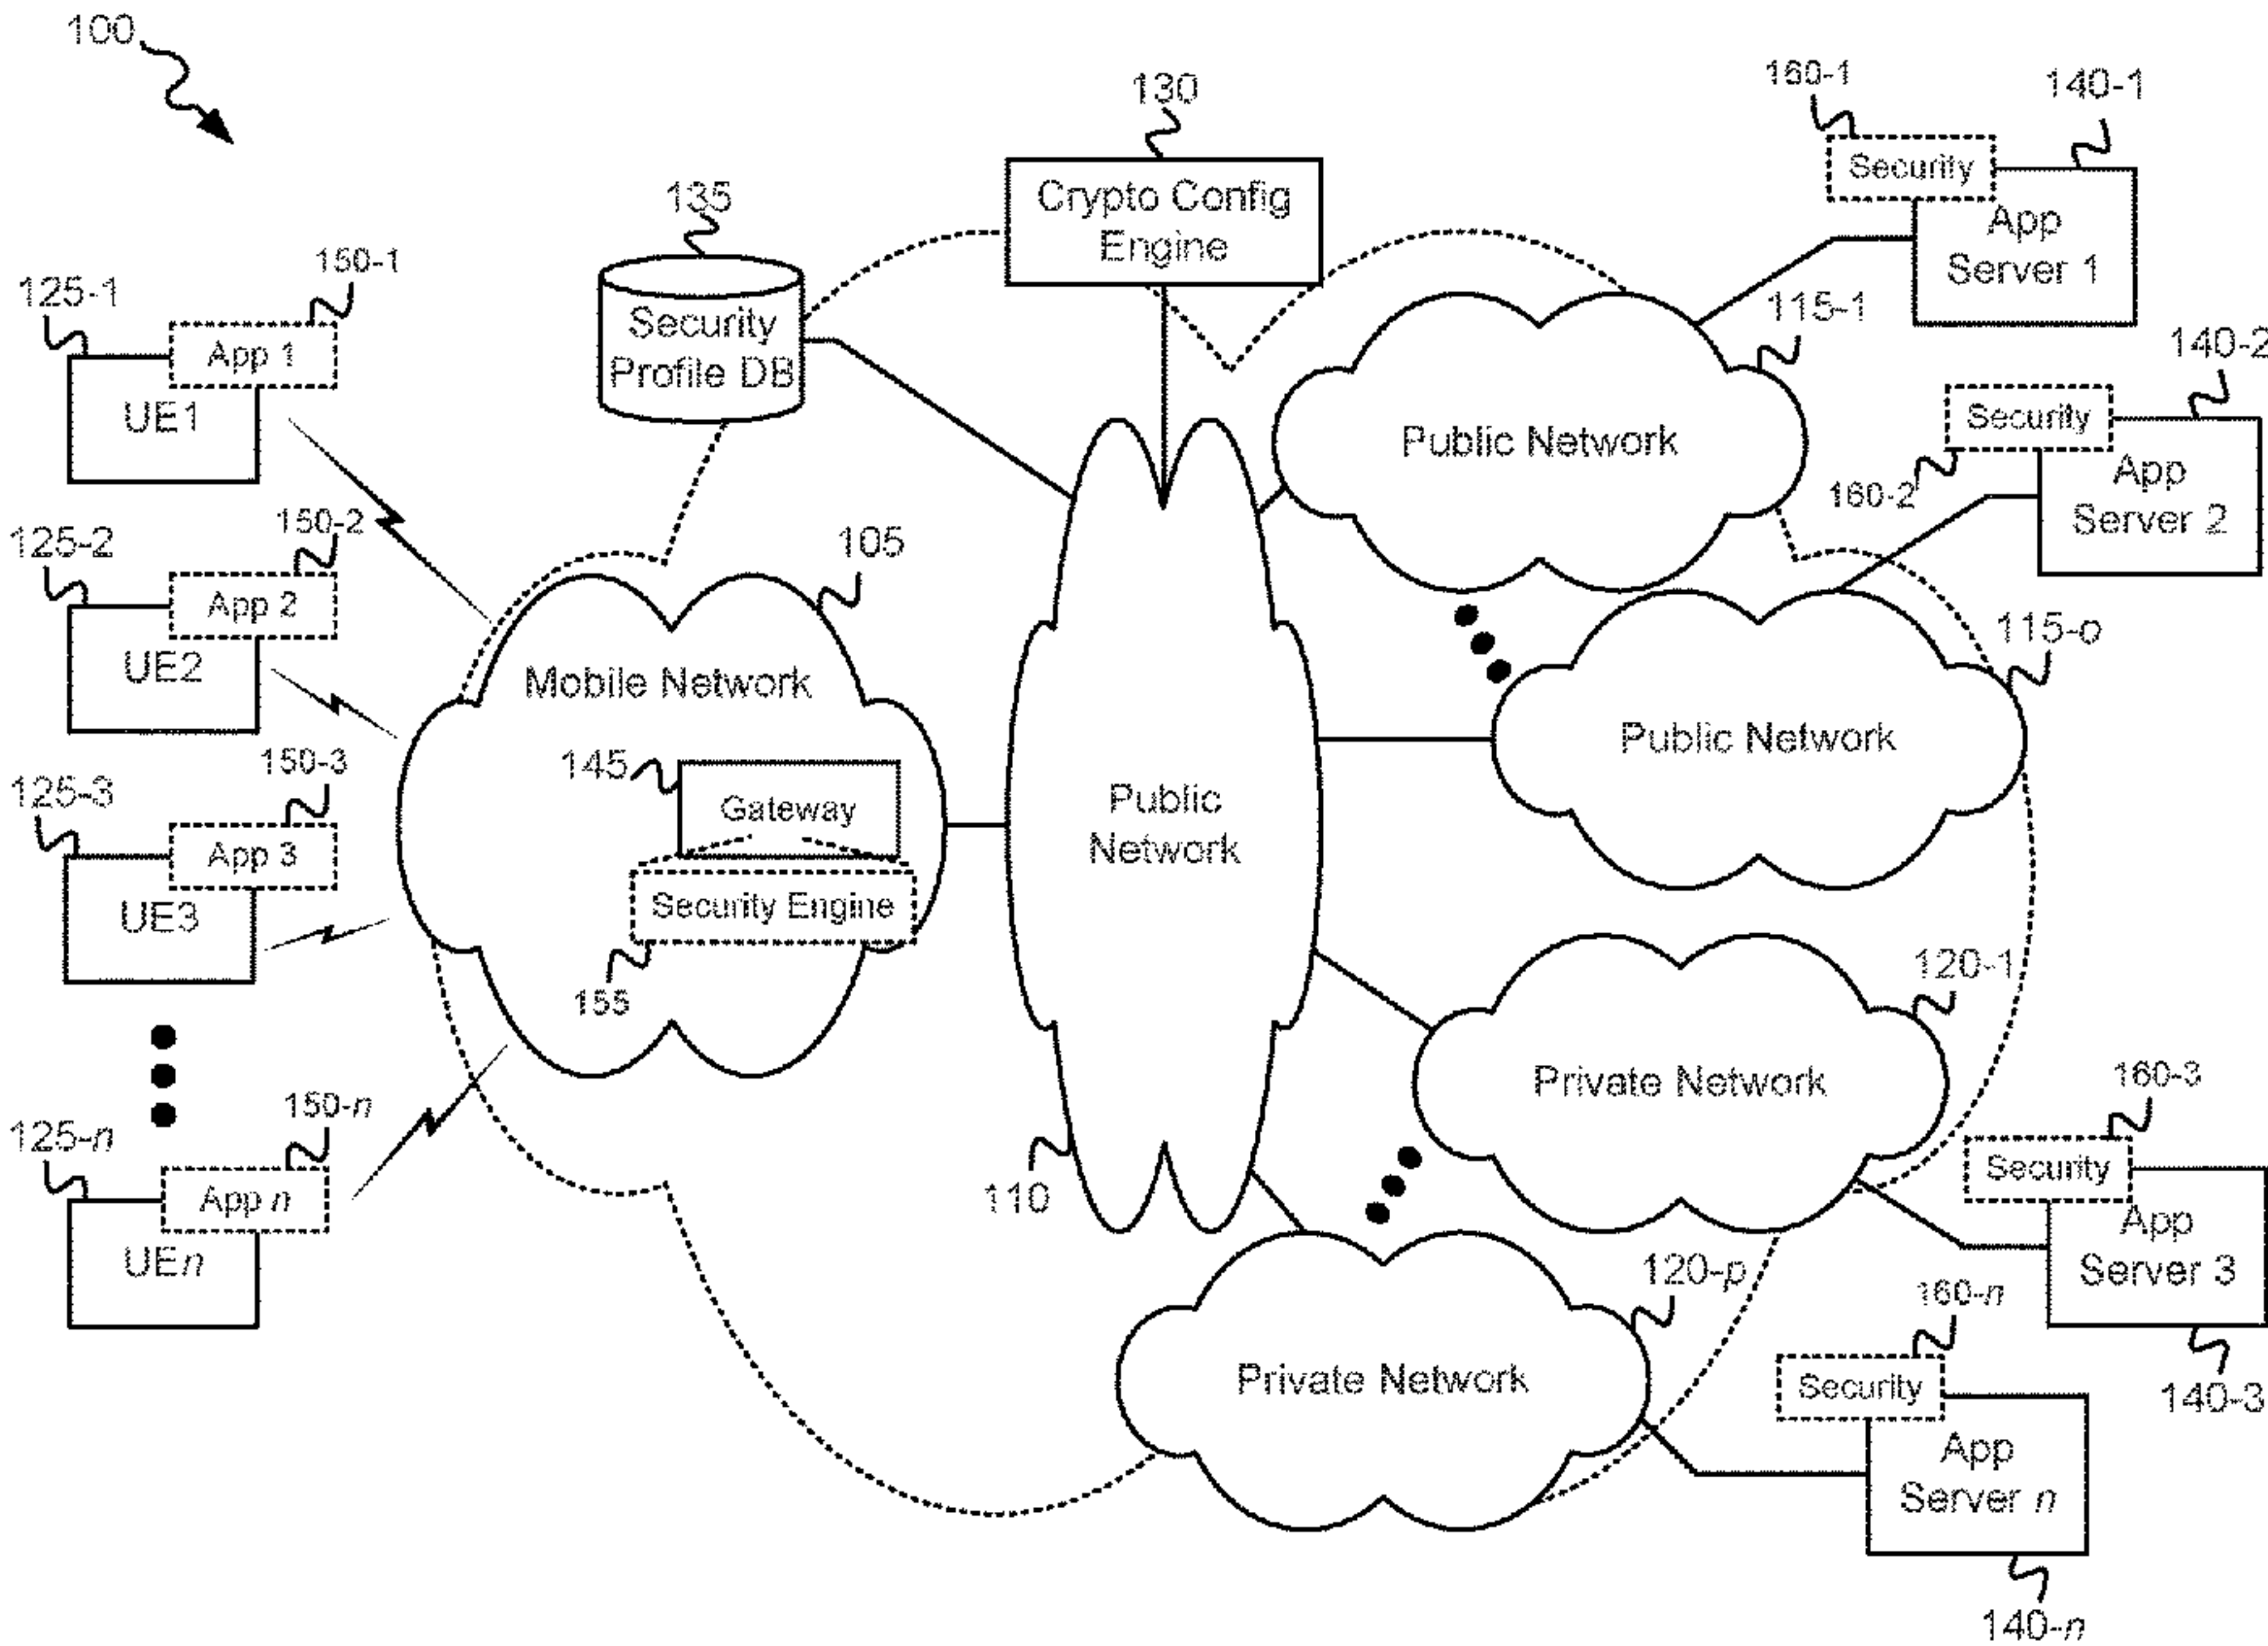 100
130
160-1
140-1
Security
App
Server 1
135
Crypto Config
Engine
125-1
150-1
App 1
UE1
Security
Profile DB
115-1
140-2
Public Network
Security
160-2
App
Server 2
125-2
150-2
App 2
UE2
105
Mobile Network
115-o
Public Network
125-3
150-3
App 3
UE3
145
Gateway
Security Engine
155
Public
Network
120-1
Private Network
125-n
150-n
App n
UEn
110
160-3
Security
App
Server 3
140-3
120-p
Private Network
160-n
Security
App
Server n
140-n